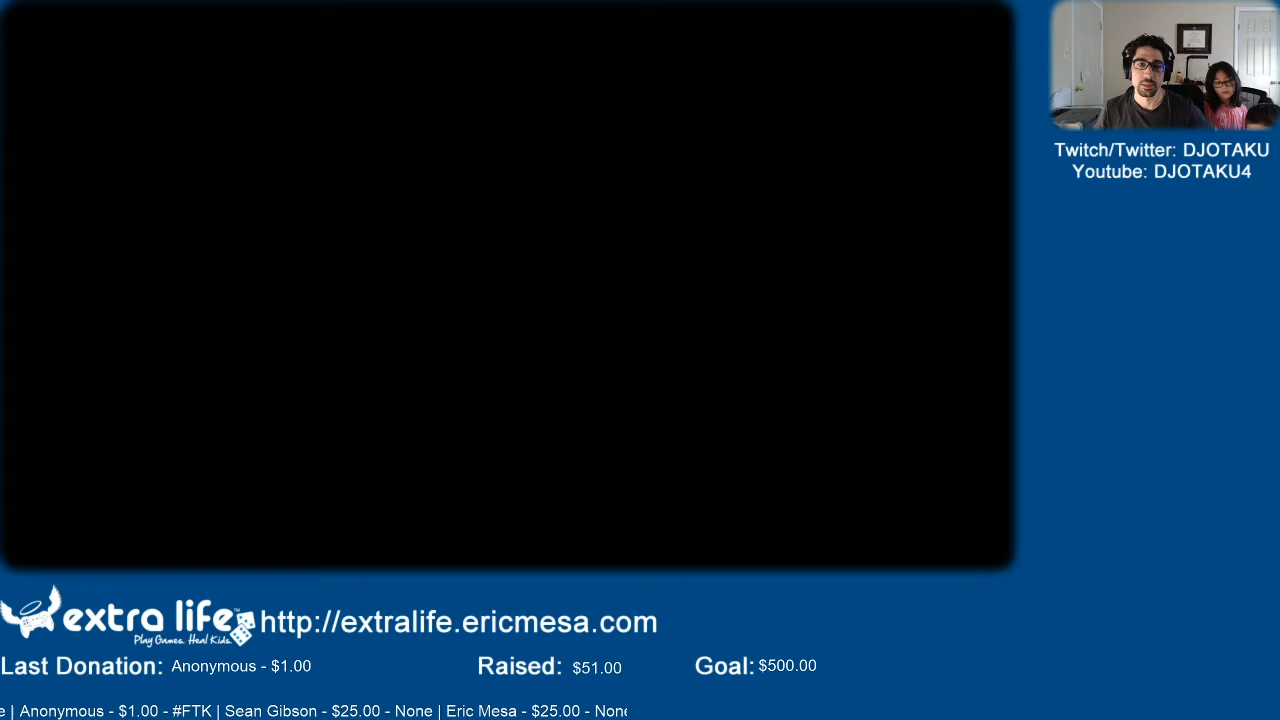 Twitch/Twitter: DJOTAKU
Youtube: DJOTAKU4
extra life
Play Games. Heal Kids.
http://extralife.ericmesa.com
Last Donation: Anonymous - $1.00 Raised: $51.00 Goal: $500.00
e | Anonymous - $1.00 - #FTK | Sean Gibson - $25.00 - None | Eric Mesa - $25.00 - None